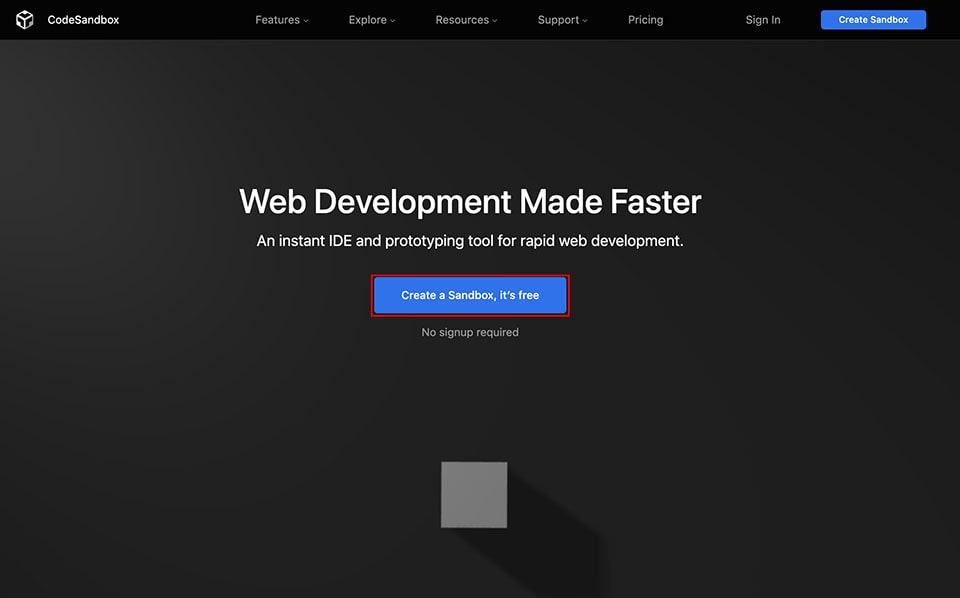 CodeSandbox
Features
Explore
Resources
Support
Pricing
Sign In
Create Sandbox
Web Development Made Faster
An instant IDE and prototyping tool for rapid web development.
Create a Sandbox, it's free
No signup required